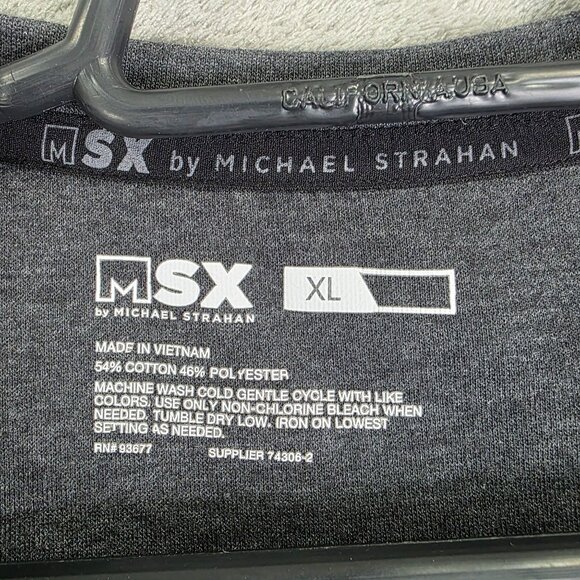 CALIFORNIA, USA
MSX by MICHAEL STRAHAN
MSX XL
by MICHAEL STRAHAN
MADE IN VIETNAM
54% COTTON 46% POLYESTER
MACHINE WASH COLD GENTLE CYCLE WITH LIKE
COLORS. USE ONLY NON-CHLORINE BLEACH WHEN
NEEDED. TUMBLE DRY LOW. IRON ON LOWEST
SETTING AS NEEDED.
RN# 93677 SUPPLIER 74306-2